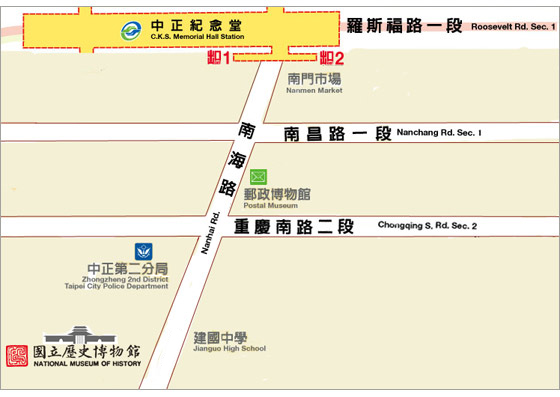 中正紀念堂
C.K.S. Memorial Hall Station
羅斯福路一段 Roosevelt Rd. Sec. 1
出口1
出口2
南門市場
Nanmen Market
南昌路一段 Nanchang Rd. Sec. 1
南海路
Nanhai Rd.
郵政博物館
Postal Museum
重慶南路二段 Chongqing S. Rd. Sec. 2
中正第二分局
Zhongzheng 2nd District
Taipei City Police Department
建國中學
Jianguo High School
國立歷史博物館
NATIONAL MUSEUM OF HISTORY